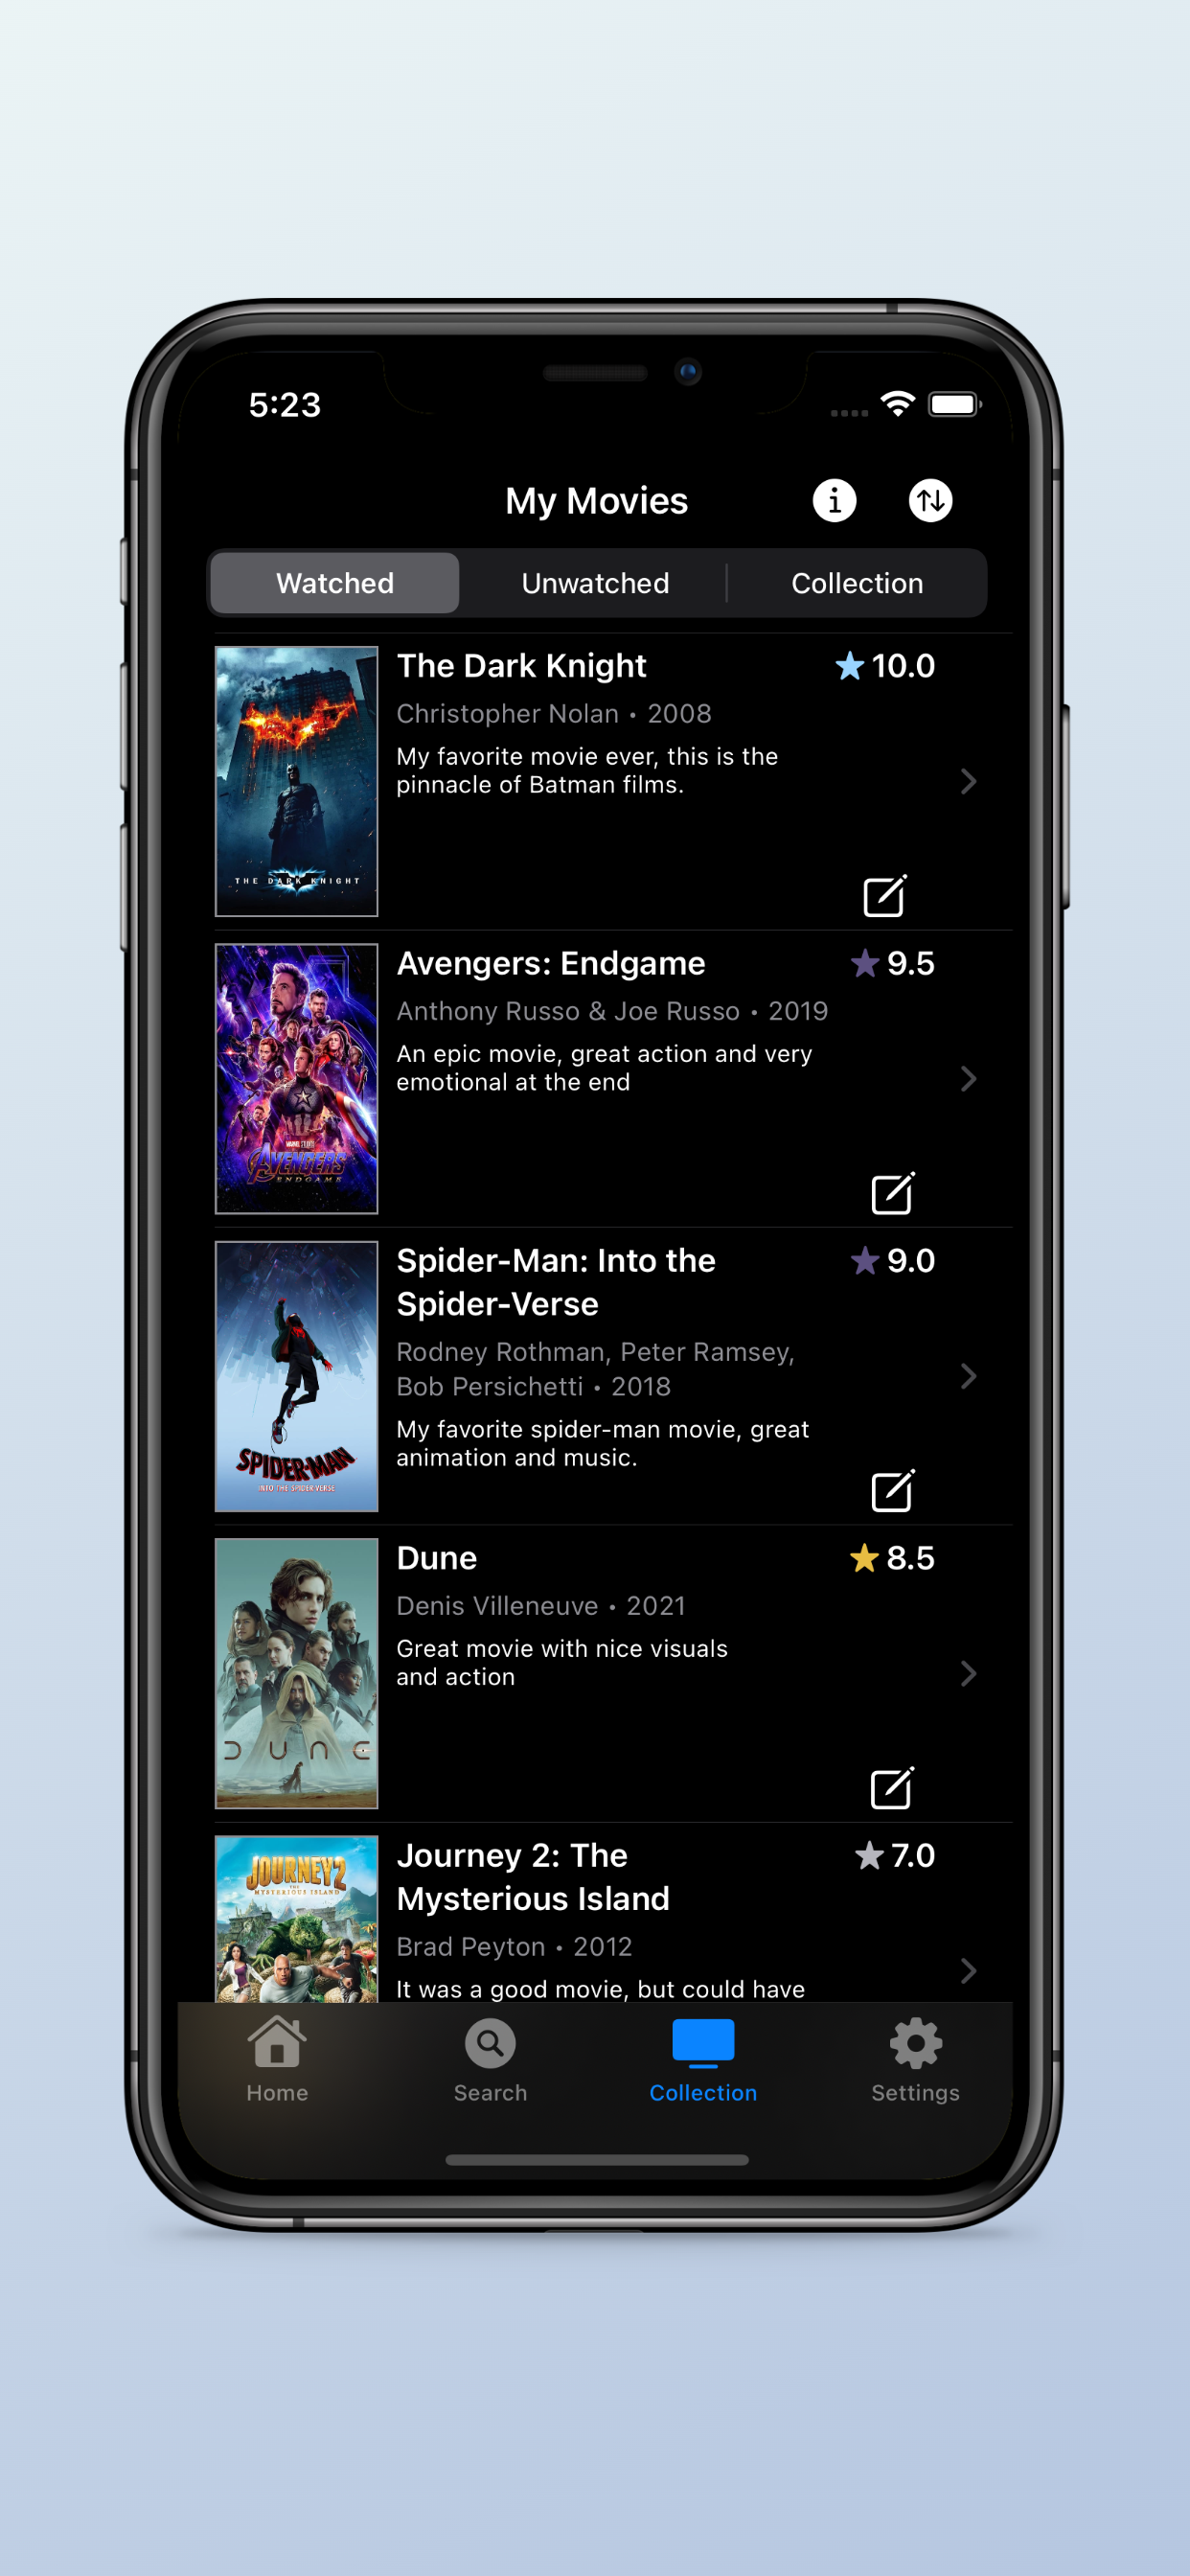 5:23
My Movies
Watched
Unwatched
Collection
The Dark Knight
10.0
Christopher Nolan • 2008
My favorite movie ever, this is the
pinnacle of Batman films.
THE DARK KNIGHT
Avengers: Endgame
9.5
Anthony Russo & Joe Russo • 2019
An epic movie, great action and very
emotional at the end
MARVEL STUDIOS
AVENGERS
ENDGAME
Spider-Man: Into the
Spider-Verse
9.0
Rodney Rothman, Peter Ramsey,
Bob Persichetti • 2018
My favorite spider-man movie, great
animation and music.
SPIDER-MAN
INTO THE SPIDER-VERSE
Dune
8.5
Denis Villeneuve • 2021
Great movie with nice visuals
and action
DUNE
Journey 2: The
Mysterious Island
7.0
Brad Peyton • 2012
It was a good movie, but could have
JOURNEY 2
THE
MYSTERIOUS ISLAND
Home
Search
Collection
Settings